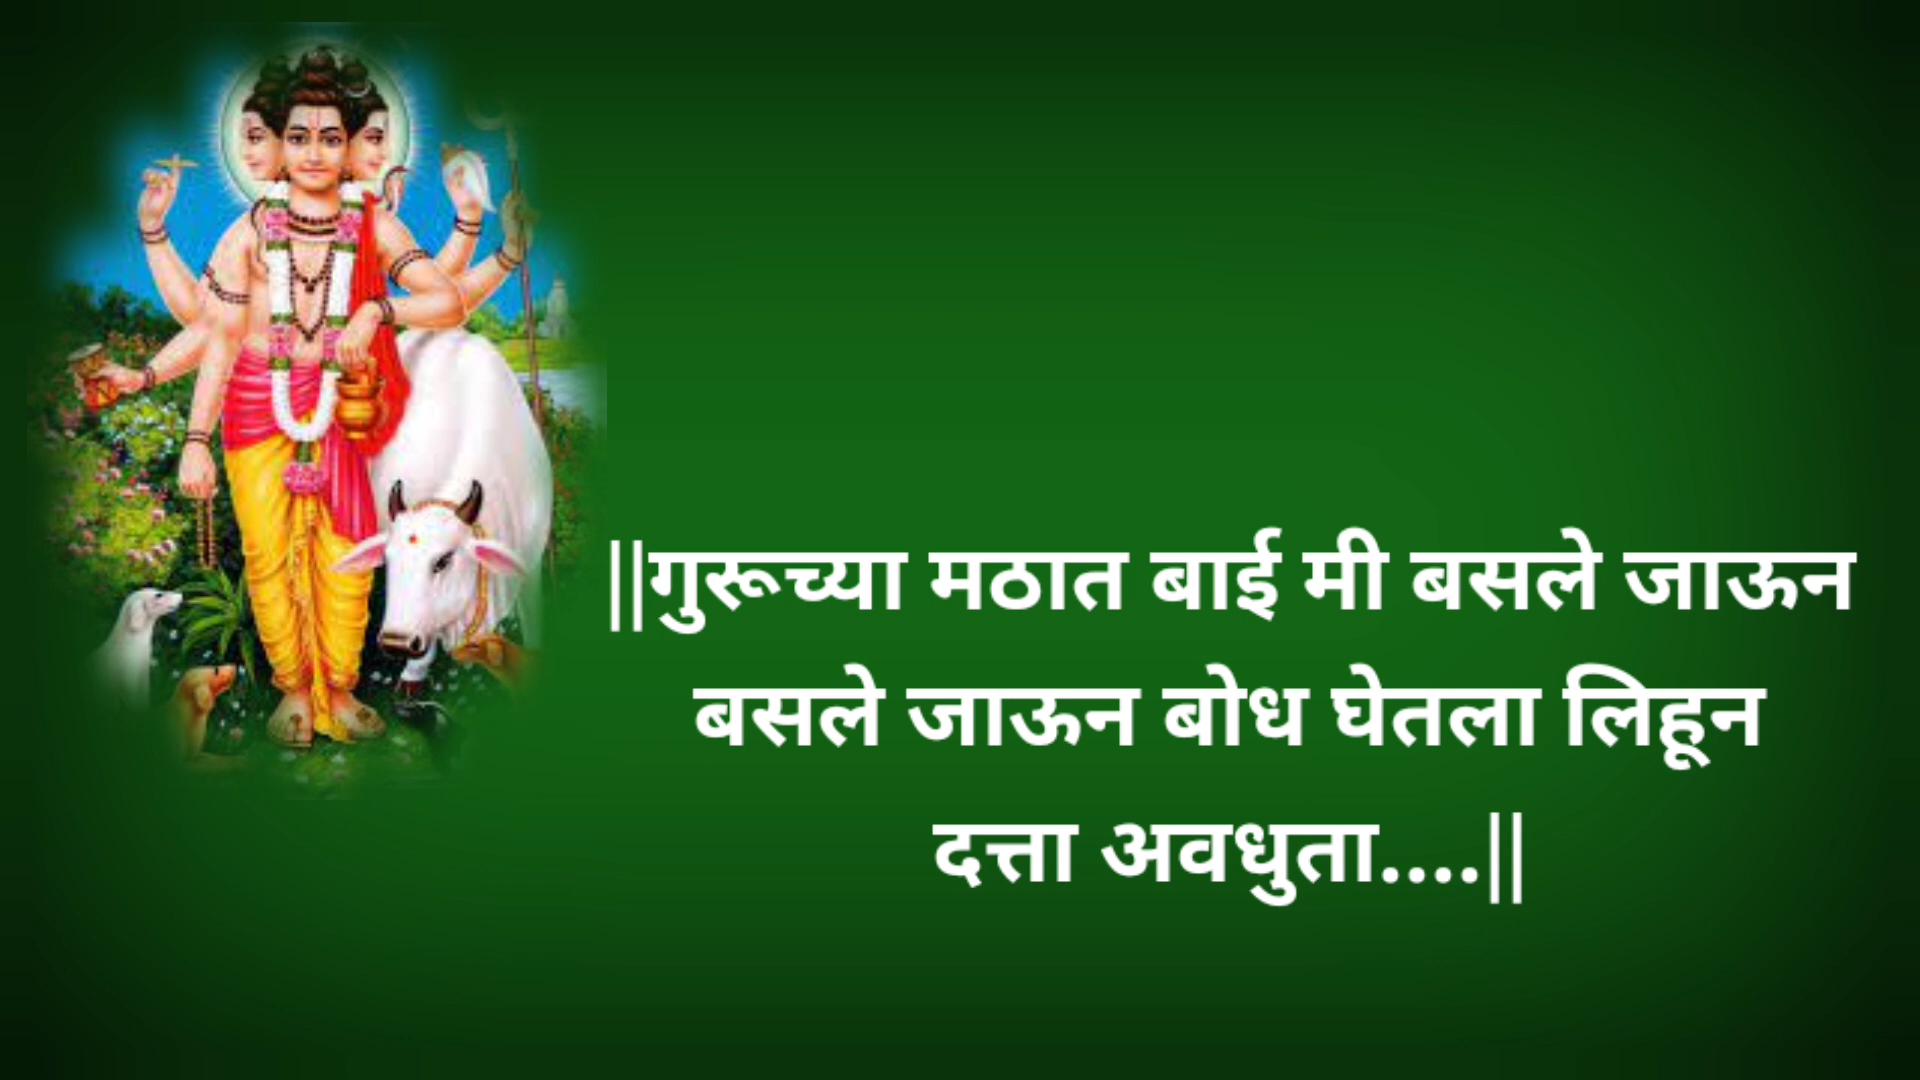 ||गुरूच्या मठात बाई मी बसले जाऊन
बसले जाऊन बोध घेतला लिहून
दत्ता अवधुता....||